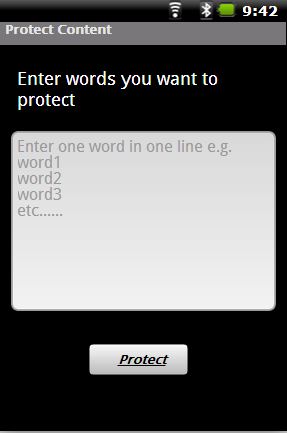 9:42
Protect Content
Enter words you want to
protect
Enter one word in one line e.g.
word1
word2
word3
etc......
Protect